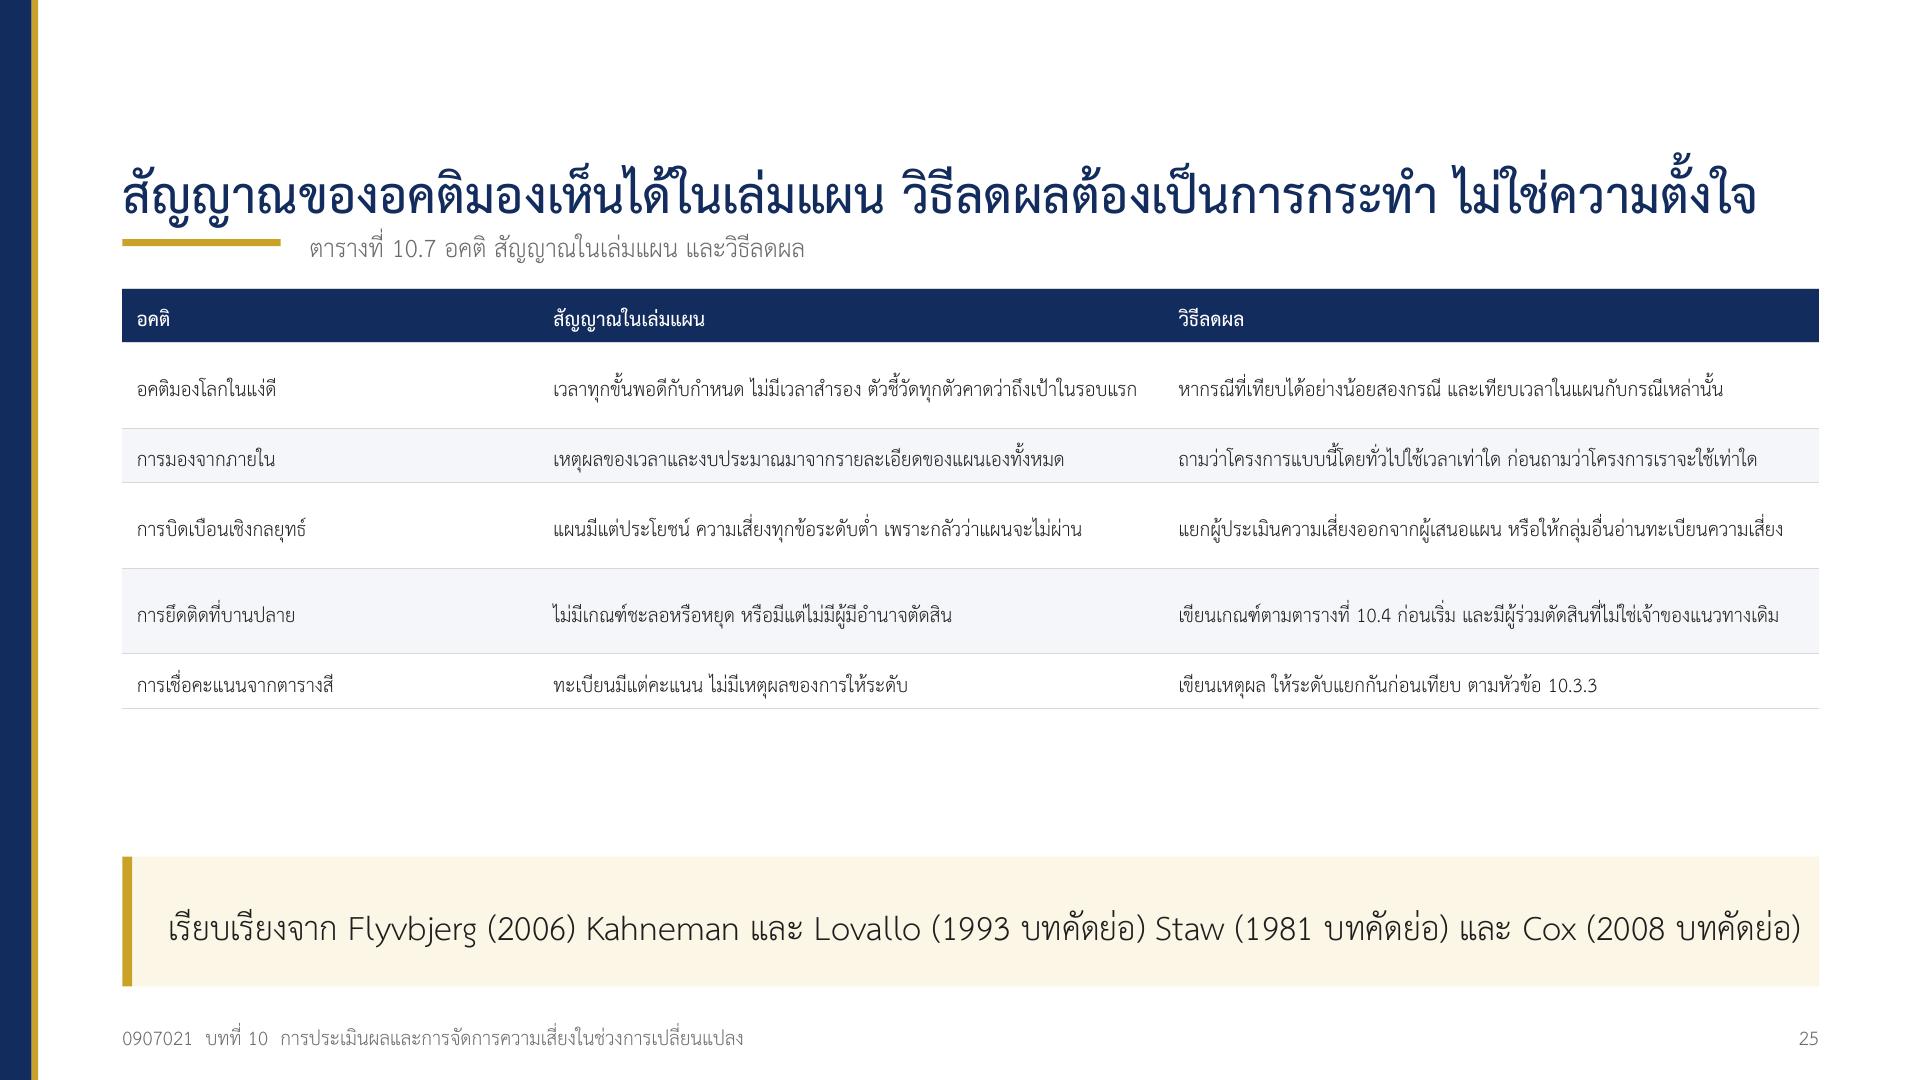 สัญญาณของอคติมองเห็นได้ในเล่มแผน วิธีลดผลต้องเป็นการกระทำ ไม่ใช่ความตั้งใจ
ตารางที่ 10.7 อคติ สัญญาณในเล่มแผน และวิธีลดผล
อคติ สัญญาณในเล่มแผน วิธีลดผล
อคติมองโลกในแง่ดี เวลาทุกขั้นพอดีกับกำหนด ไม่มีเวลาสำรอง ตัวชี้วัดทุกตัวคาดว่าถึงเป้าในรอบแรก หากรณีที่เทียบได้อย่างน้อยสองกรณี และเทียบเวลาในแผนกับกรณีเหล่านั้น
การมองจากภายใน เหตุผลของเวลาและงบประมาณมาจากรายละเอียดของแผนเองทั้งหมด ถามว่าโครงการแบบนี้โดยทั่วไปใช้เวลาเท่าใด ก่อนถามว่าโครงการเราจะใช้เท่าใด
การบิดเบือนเชิงกลยุทธ์ แผนมีแต่ประโยชน์ ความเสี่ยงทุกข้อระดับต่ำ เพราะกลัวว่าแผนจะไม่ผ่าน แยกผู้ประเมินความเสี่ยงออกจากผู้เสนอแผน หรือให้กลุ่มอื่นอ่านทะเบียนความเสี่ยง
การยึดติดที่บานปลาย ไม่มีเกณฑ์ชะลอหรือหยุด หรือมีแต่ไม่มีผู้มีอำนาจตัดสิน เขียนเกณฑ์ตามตารางที่ 10.4 ก่อนเริ่ม และมีผู้ร่วมตัดสินที่ไม่ใช่เจ้าของแนวทางเดิม
การเชื่อคะแนนจากตารางสี ทะเบียนมีแต่คะแนน ไม่มีเหตุผลของการให้ระดับ เขียนเหตุผล ให้ระดับแยกกันก่อนเทียบ ตามหัวข้อ 10.3.3
เรียบเรียงจาก Flyvbjerg (2006) Kahneman และ Lovallo (1993 บทคัดย่อ) Staw (1981 บทคัดย่อ) และ Cox (2008 บทคัดย่อ)
0907021 บทที่ 10 การประเมินผลและการจัดการความเสี่ยงในช่วงการเปลี่ยนแปลง 25